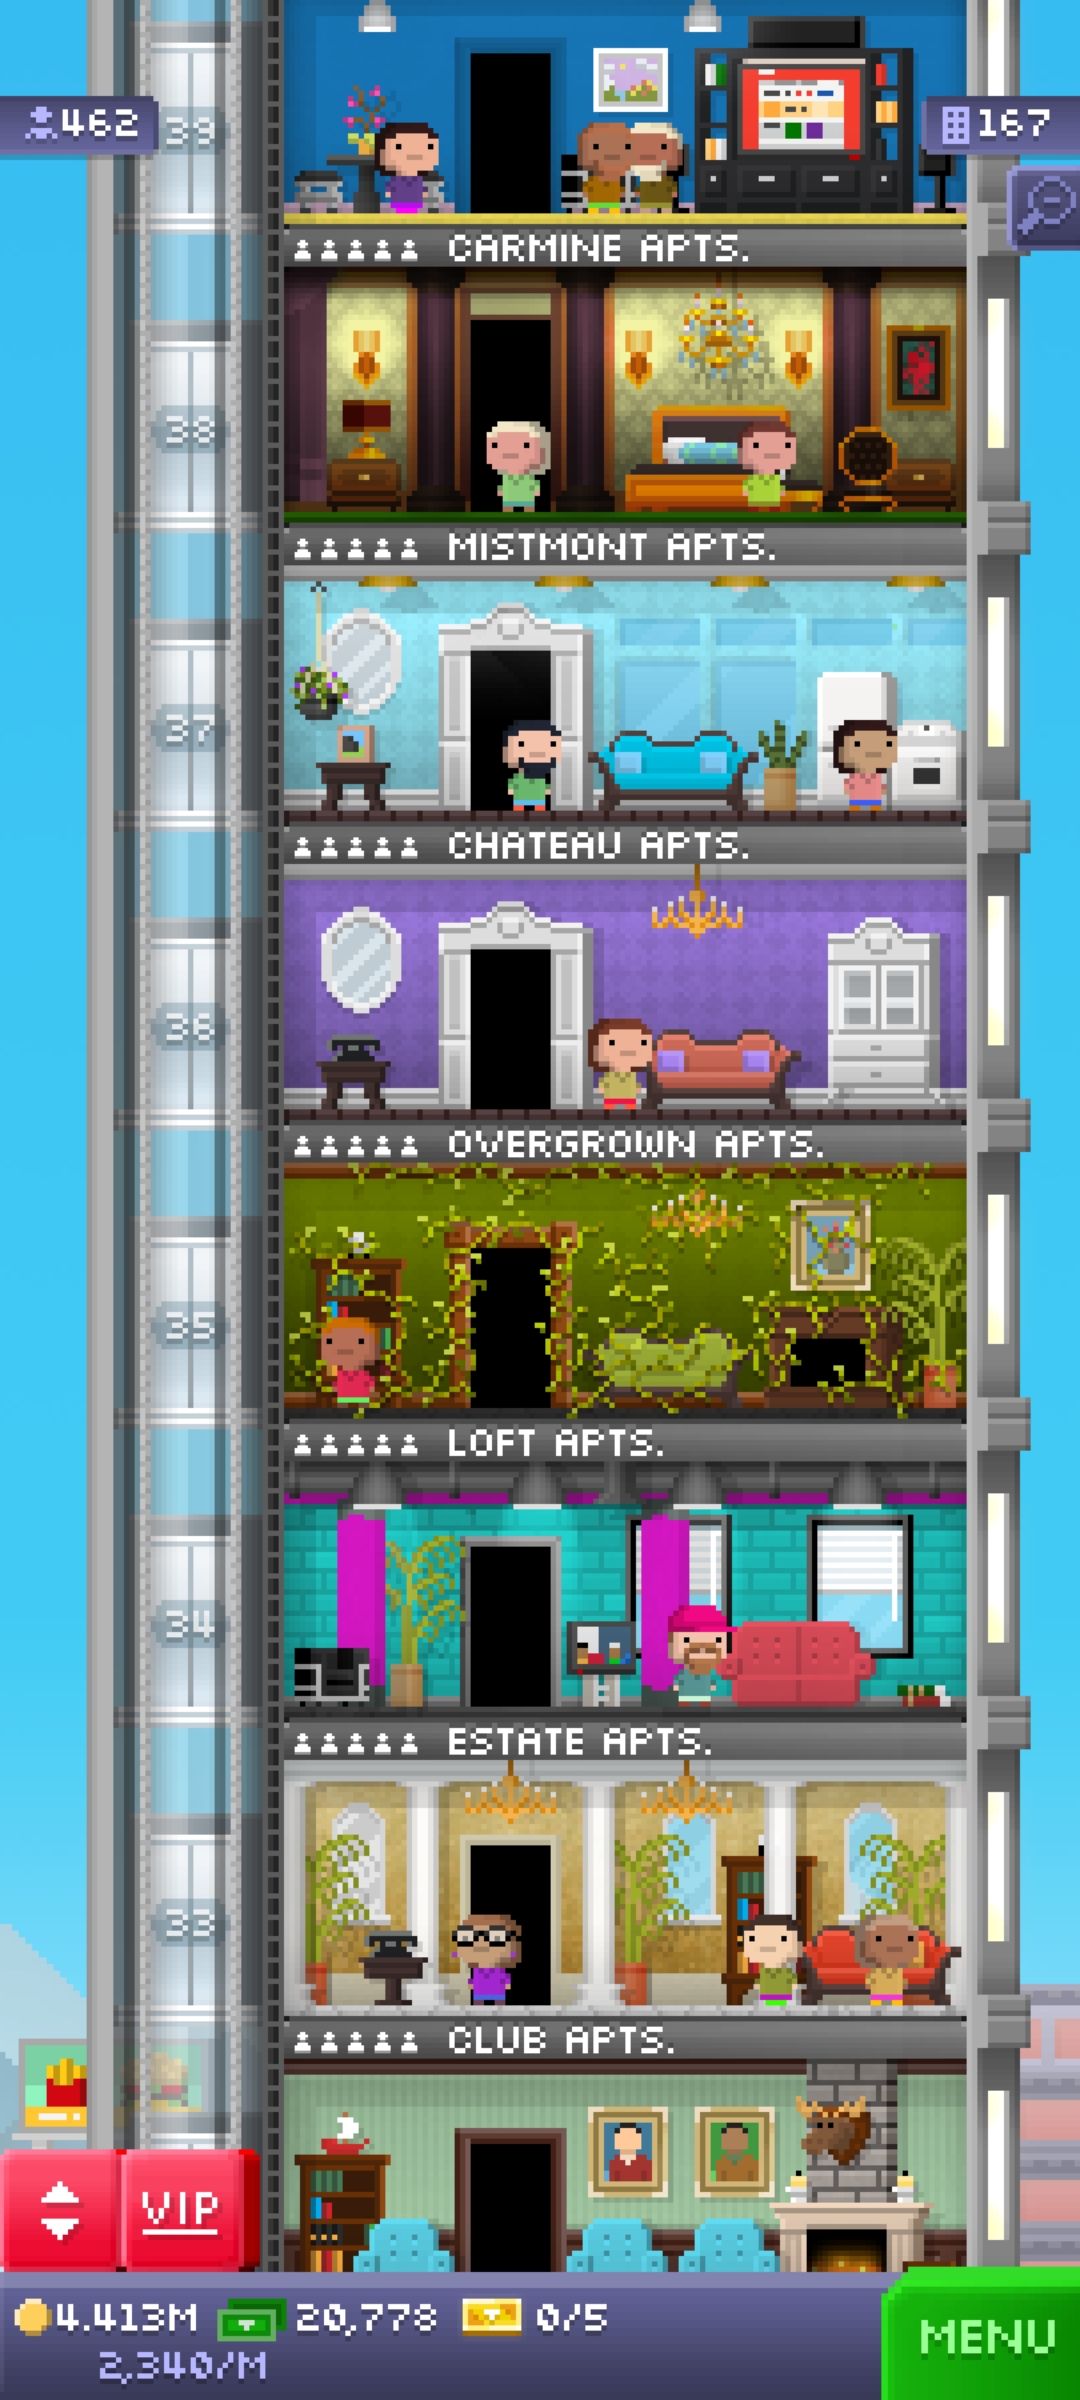 462
39
167
CARMINE APTS.
38
MISTMONT APTS.
37
CHATEAU APTS.
36
OVERGROWN APTS.
35
LOFT APTS.
34
ESTATE APTS.
33
CLUB APTS.
VIP
4.413M 20,778 0/5
2,340/M
MENU